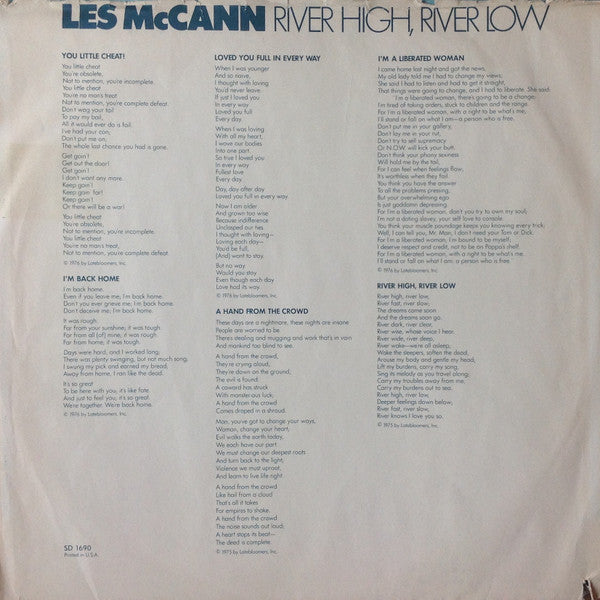 LES McCANN RIVER HIGH, RIVER LOW
YOU LITTLE CHEAT!
You little cheat
You're obsolete,
Not to mention, you're incomplete.
You little cheat
You're no man's treat
Not to mention, you're complete defeat.
Don't wag your tail
To pay my bail,
All it would ever do is fail.
I've had your con,
Don't put me on,
The whole last chance you had is gone.
Get goin'!
Get out the door!
Get goin'!
I don't want any more.
Keep goin'!
Keep goin' far!
Keep goin'!
Or there will be a war!
You little cheat
You're obsolete,
Not to mention, you're incomplete.
You little cheat
You're no man's treat,
Not to mention, you're complete defeat.
© 1976 by Latebloomers, Inc.
I'M BACK HOME
I'm back home.
Even if you leave me, I'm back home.
Don't you ever grieve me, I'm back home.
Don't deceive me; I'm back home.
It was rough.
Far from your sunshine; it was tough.
Far from all (of) mine; it was rough.
Far from home; it was tough.
Days were hard, and I worked long;
There was plenty swinging, but not much song,
I swung my pick and earned my bread;
Away from home, I ran like the dead.
It's so great
To be here with you; it's like fate.
And just to feel you; it's so great.
We're together. We're back home.
© 1976 by Latebloomers, Inc.
LOVED YOU FULL IN EVERY WAY
When I was younger
And so naive,
I thought with loving
You'd never leave.
If just I loved you
In every way
Loved you full
Every day.
When I was loving
With all my heart,
I wove our bodies
Into one part.
So true I loved you
In every way
Fullest love
Every day.
Day, day after day
Loved you full in every way.
Now I am older
And grown too wise
Because indifference
Unclasped our ties.
I thought with loving—
Loving each day—
You'd be full,
(And) want to stay.
But no way
Would you stay
Even though each day
Love had its way.
© 1976 by Latebloomers, Inc.
A HAND FROM THE CROWD
These days are a nightmare, these nights are insane
People are worried to be
There's stealing and mugging and work that's in vain
And mankind too blind to see.
A hand from the crowd,
They're crying aloud,
They're down on the ground,
The evil is found.
A coward has struck
With monsterous luck,
A hand from the crowd
Comes draped in a shroud.
Man, you've got to change your ways,
Woman, change your heart,
Evil walks the earth today,
We each have our part.
We must change our deepest roots
And turn back to the light,
Violence we must uproot,
And learn to live life right.
A hand from the crowd
Like hail from a cloud
That's all it takes
For empires to shake.
A hand from the crowd
The noise sounds out loud;
A heart stops its beat—
The deed is complete.
© 1975 by Latebloomers, Inc.
I'M A LIBERATED WOMAN
I came home last night and got the news,
My old lady told me I had to change my views;
She said I had to listen and had to get it straight,
That things were going to change, and I had to liberate. She said:
'I'm a liberated woman, there's going to be a change:
I'm tired of taking orders, stuck to children and the range.
For I'm a liberated woman, with a right to be what's me,
I'll stand or fall on what I am—a person who is free.
Don't put me in your gallery,
Don't lay me in your rut,
Don't try to sell supremacy
Or N.O.W. will kick your butt.
Don't think your phony sexiness
Will hold me by the tail,
For I can feel when feelings flow;
It's worthless when they fail.
You think you have the answer
To all the problems pressing,
But your overwhelming ego
Is just goddamn depressing.
For I'm a liberated woman, don't you try to own my soul;
I'm not a doting slavey, your self love to console.
You think your muscle poundage keeps you knowing every trick;
Well, I can tell you, Mr. Man, I don't need your Tom or Dick.
For I'm a liberated woman, I'm bound to be myself;
I deserve respect and credit, not to be on Poppa's shelf.
For I'm a liberated woman, with a right to be what's me.
I'll stand or fall on what I am: a person who is free.
© 1976 by Latebloomers, Inc.
RIVER HIGH, RIVER LOW
River high, river low,
River fast, river slow,
The dreams come soon
And the dreams go soon.
River dark, river clear,
River wise, whose voice I hear.
River wide, river deep,
River wake—we're all asleep;
Wake the sleepers, soften the dead,
Arouse my body and gentle my head;
Lift my burdens, carry my song,
Sing its melody as you travel along;
Carry my troubles away from me,
Carry my burdens out to sea.
River high, river low,
Deeper feelings down below;
River fast, river slow,
River knows I love you so.
© 1975 by Latebloomers, Inc.
SD 1690
Printed in U.S.A.